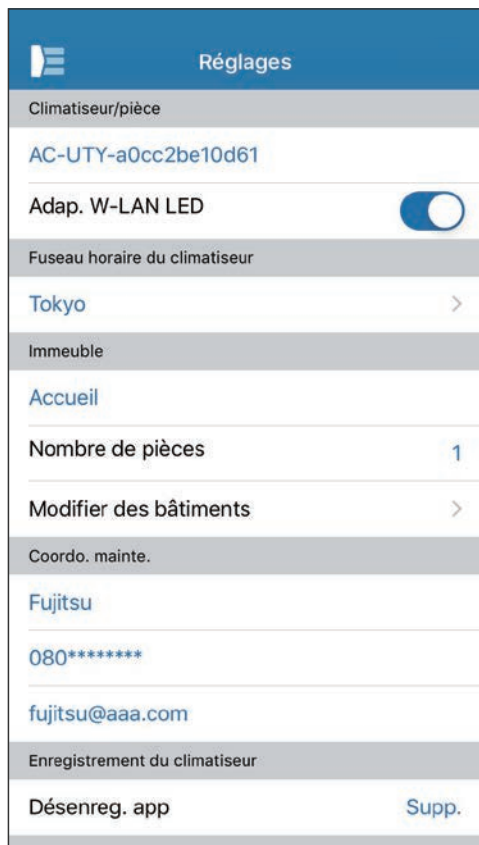 Réglages
Climatiseur/pièce
AC-UTY-a0cc2be10d61
Adap. W-LAN LED
Fuseau horaire du climatiseur
Tokyo
Immeuble
Accueil
Nombre de pièces 1
Modifier des bâtiments
Coordo. mainte.
Fujitsu
080********
fujitsu@aaa.com
Enregistrement du climatiseur
Désenreg. app Supp.